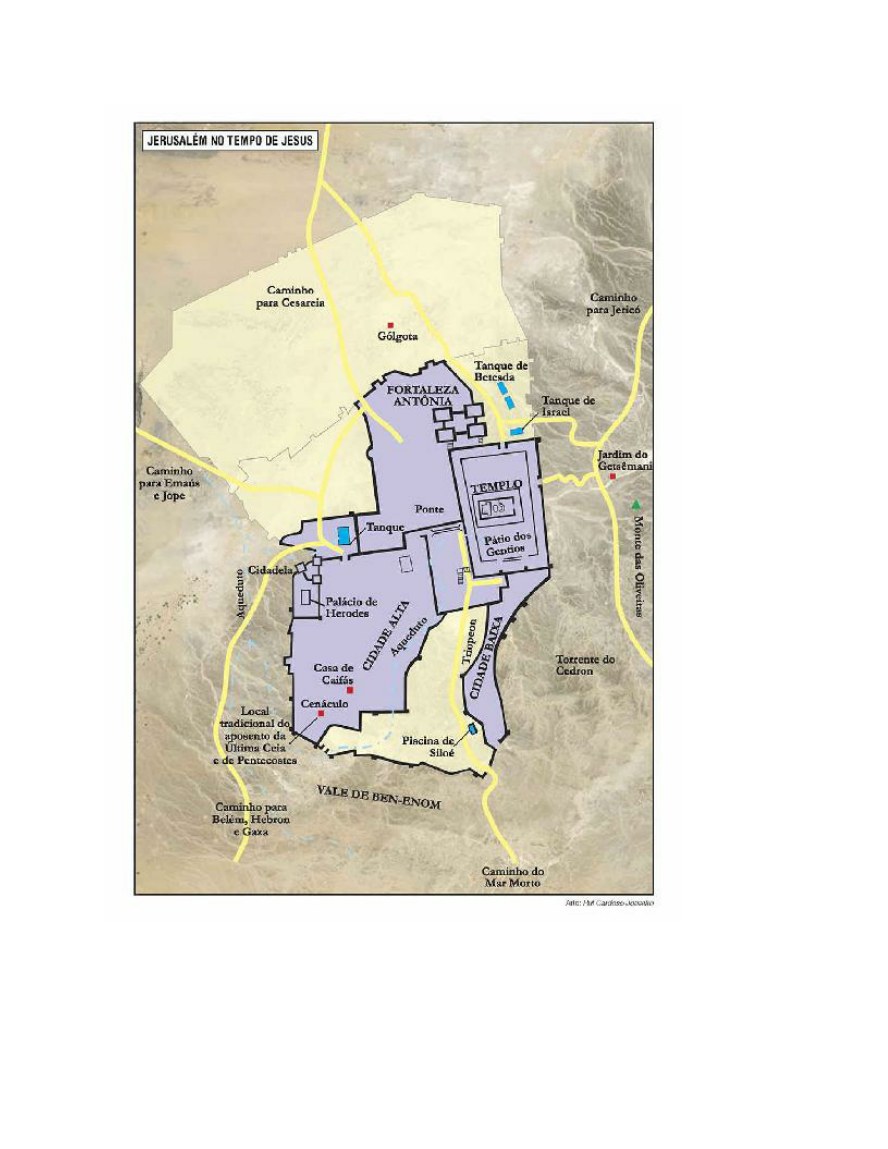 JERUSALÉM NO TEMPO DE JESUS
Caminho
para Cesareia
Caminho
para Jericó
Gólgota
Tanque de
Betesda
FORTALEZA
ANTÓNIA
Tanque de
Israel
Jardim do
Getsêmani
Caminho
para Emaús
e Jope
TEMPLO
Ponte
Tanque
Pátio dos
Gentios
Monte das Oliveiras
Cidadela
Aqueduto
Palácio de
Herodes
CIDADE ALTA
Aqueduto
Tiropeon
CIDADE BAIXA
Torrente do
Cedron
Casa de
Caifás
Cenáculo
Local
tradicional do
aposento da
Última Ceia
e de Pentecostes
Piscina de
Siloé
VALE DE BEN-ENOM
Caminho para
Belém, Hebron
e Gaza
Caminho do
Mar Morto
Arte: Rui Cardoso